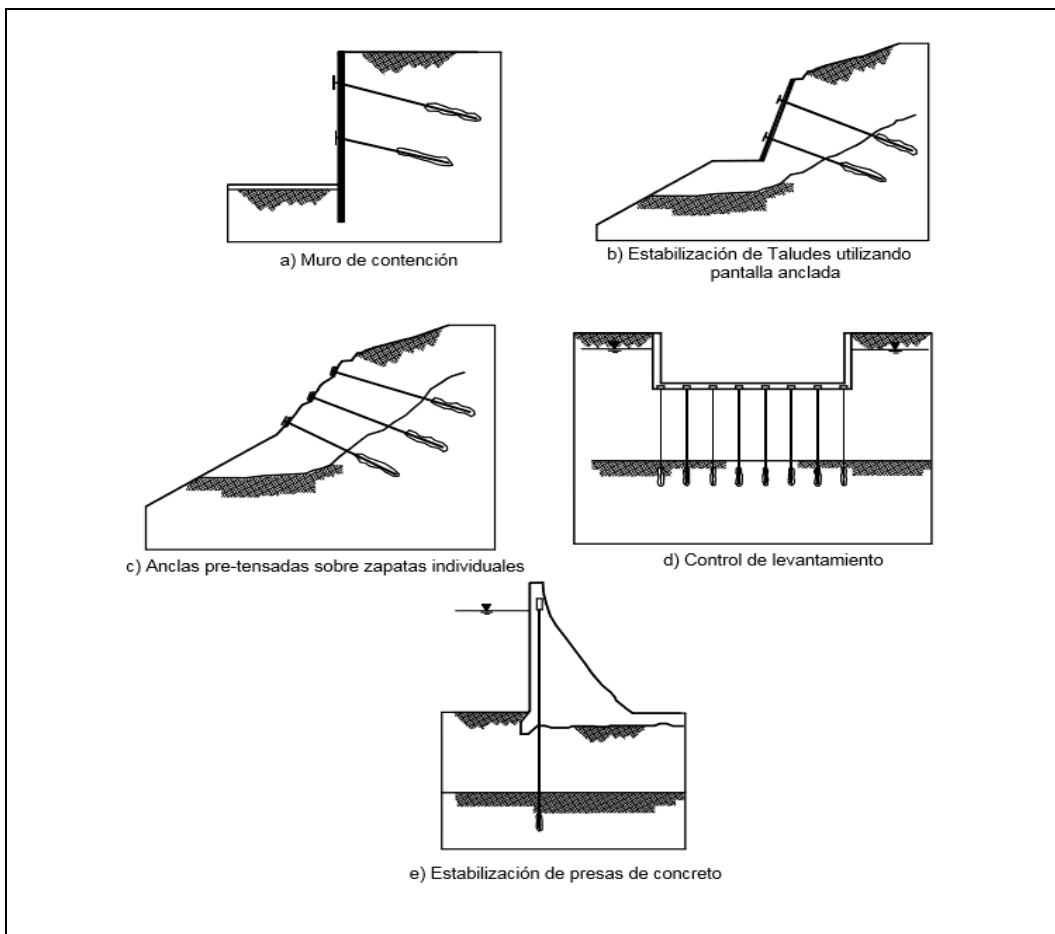 a) Muro de contención
b) Estabilización de Taludes utilizando
pantalla anclada
c) Anclas pre-tensadas sobre zapatas individuales
d) Control de levantamiento
e) Estabilización de presas de concreto